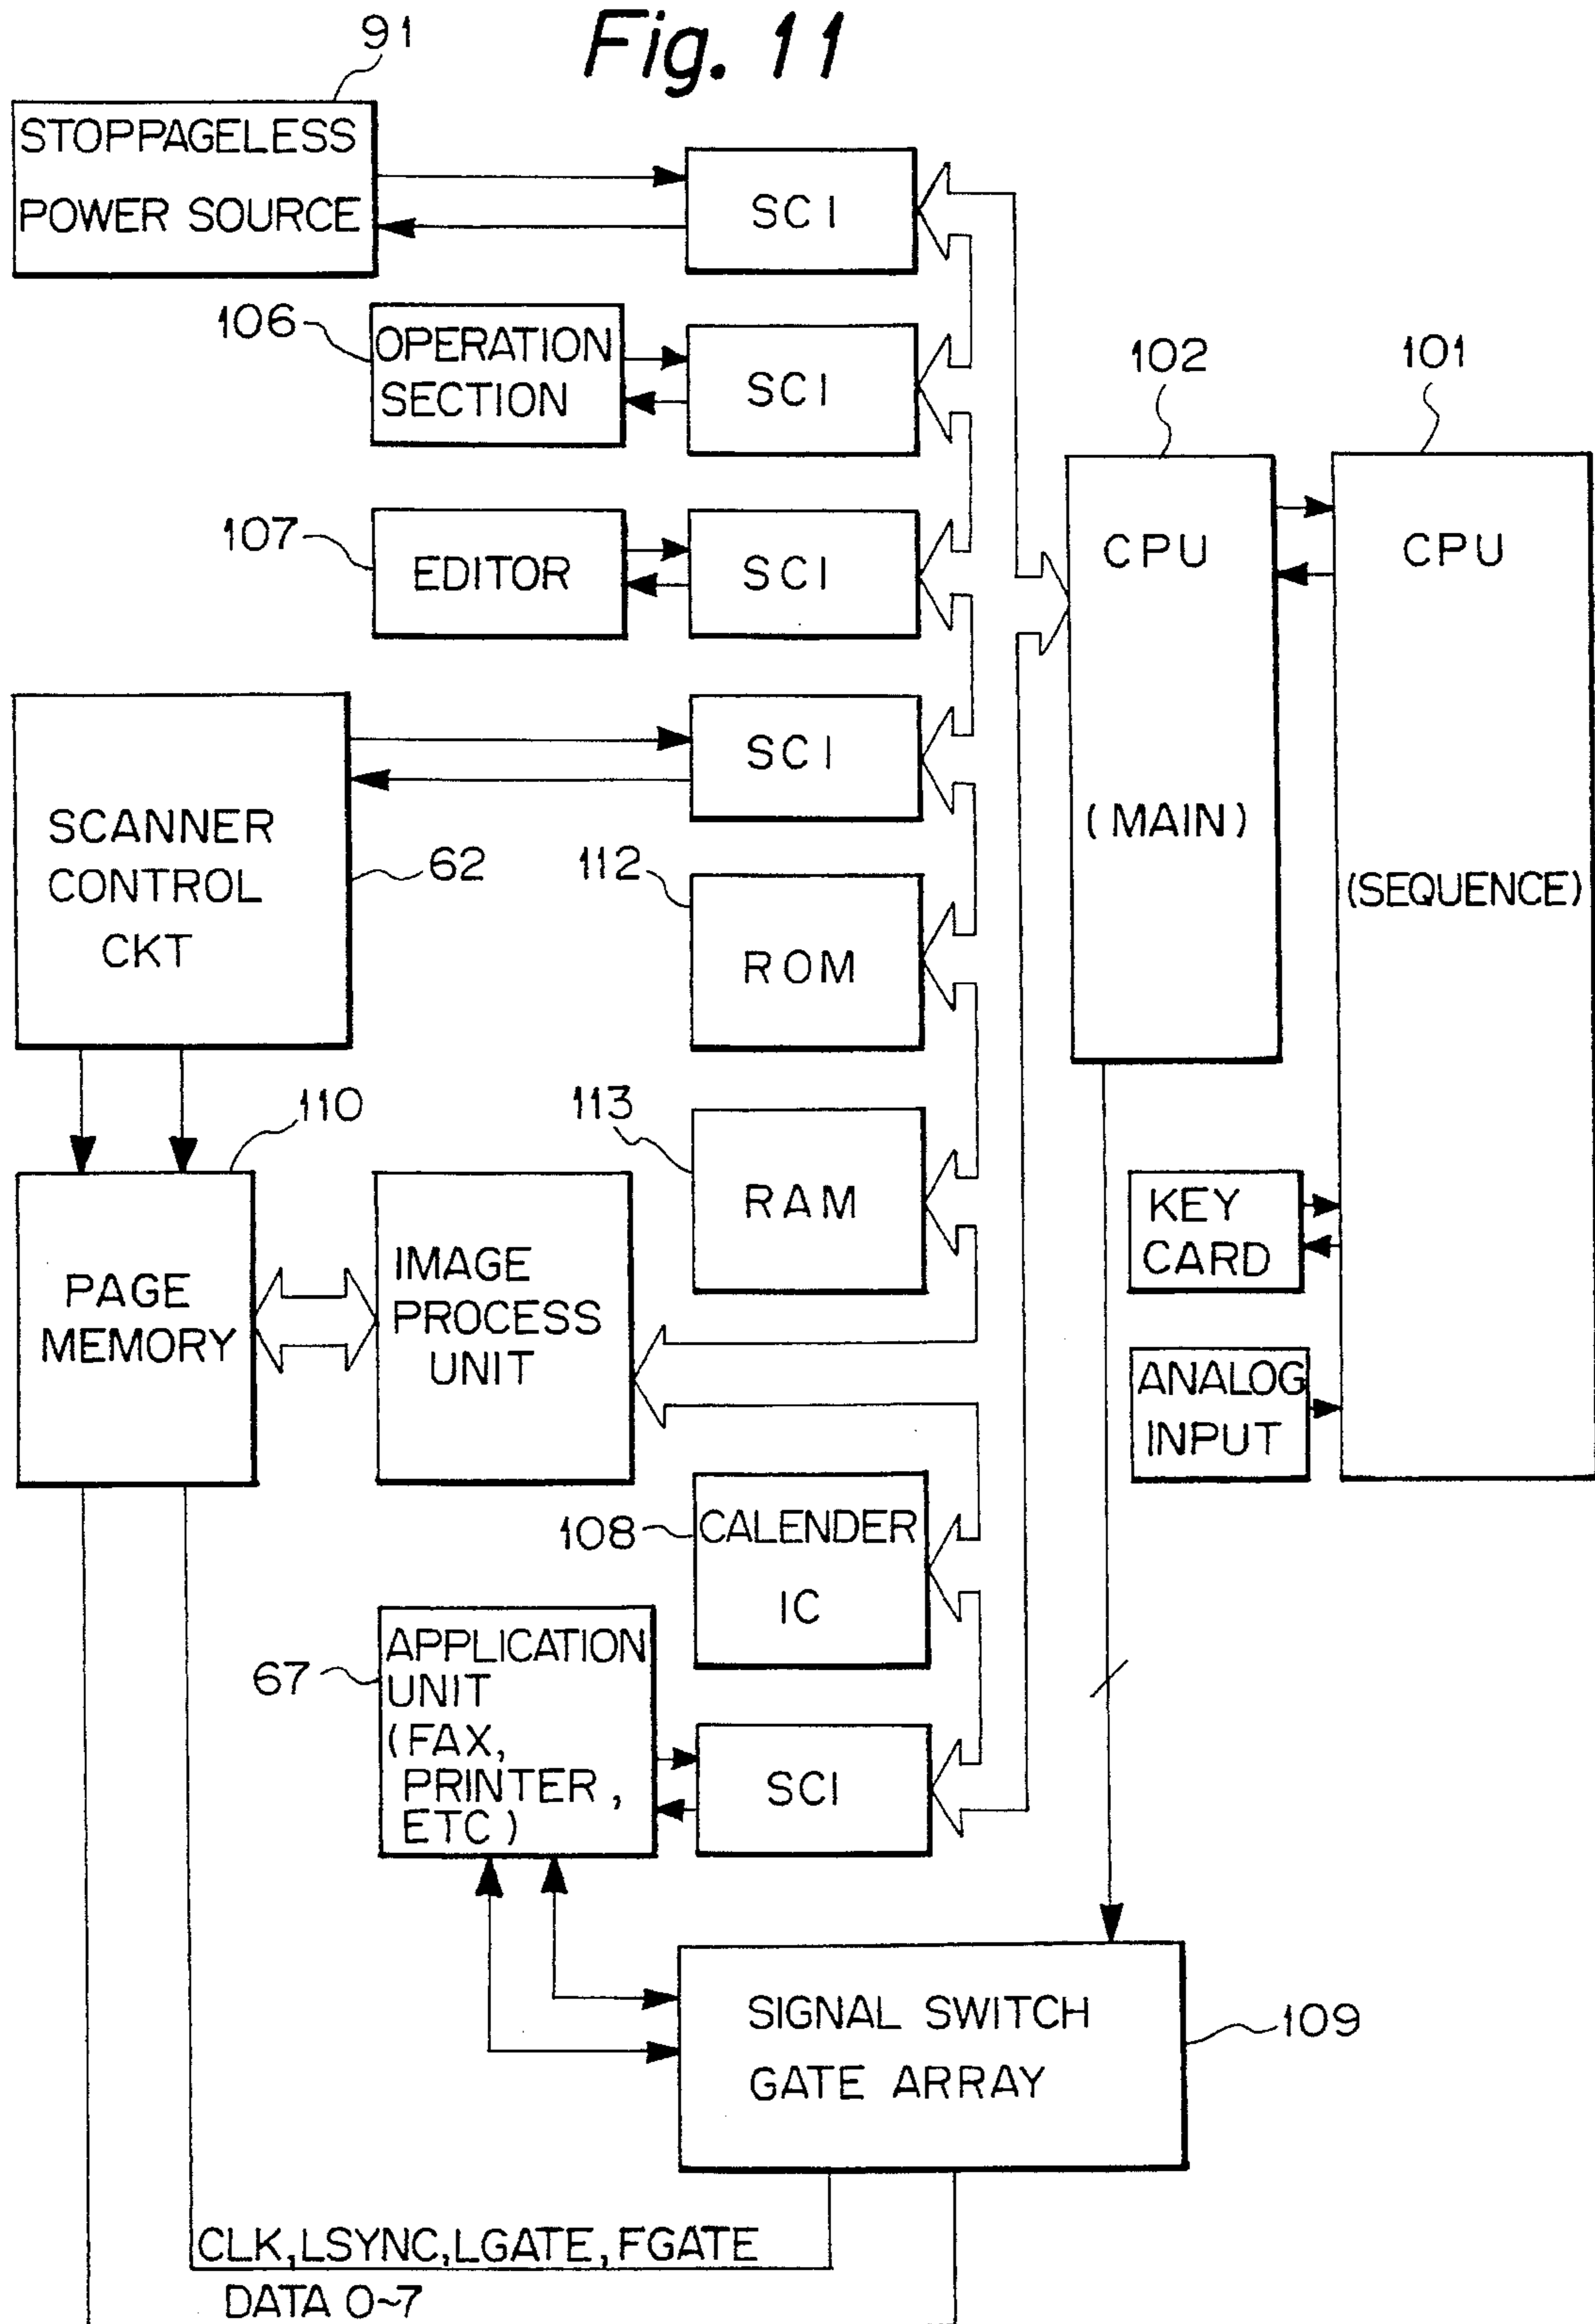 Fig. 11
91
STOPPAGELESS
POWER SOURCE
SCI
106
OPERATION
SECTION
SCI
102
101
107
EDITOR
SCI
CPU
(MAIN)
CPU
(SEQUENCE)
SCANNER
CONTROL
CKT
62
SCI
112
ROM
110
113
RAM
KEY
CARD
PAGE
MEMORY
IMAGE
PROCESS
UNIT
ANALOG
INPUT
108
CALENDER
IC
67
APPLICATION
UNIT
(FAX,
PRINTER,
ETC)
SCI
SIGNAL SWITCH
GATE ARRAY
109
CLK,LSYNC,LGATE,FGATE
DATA 0~7